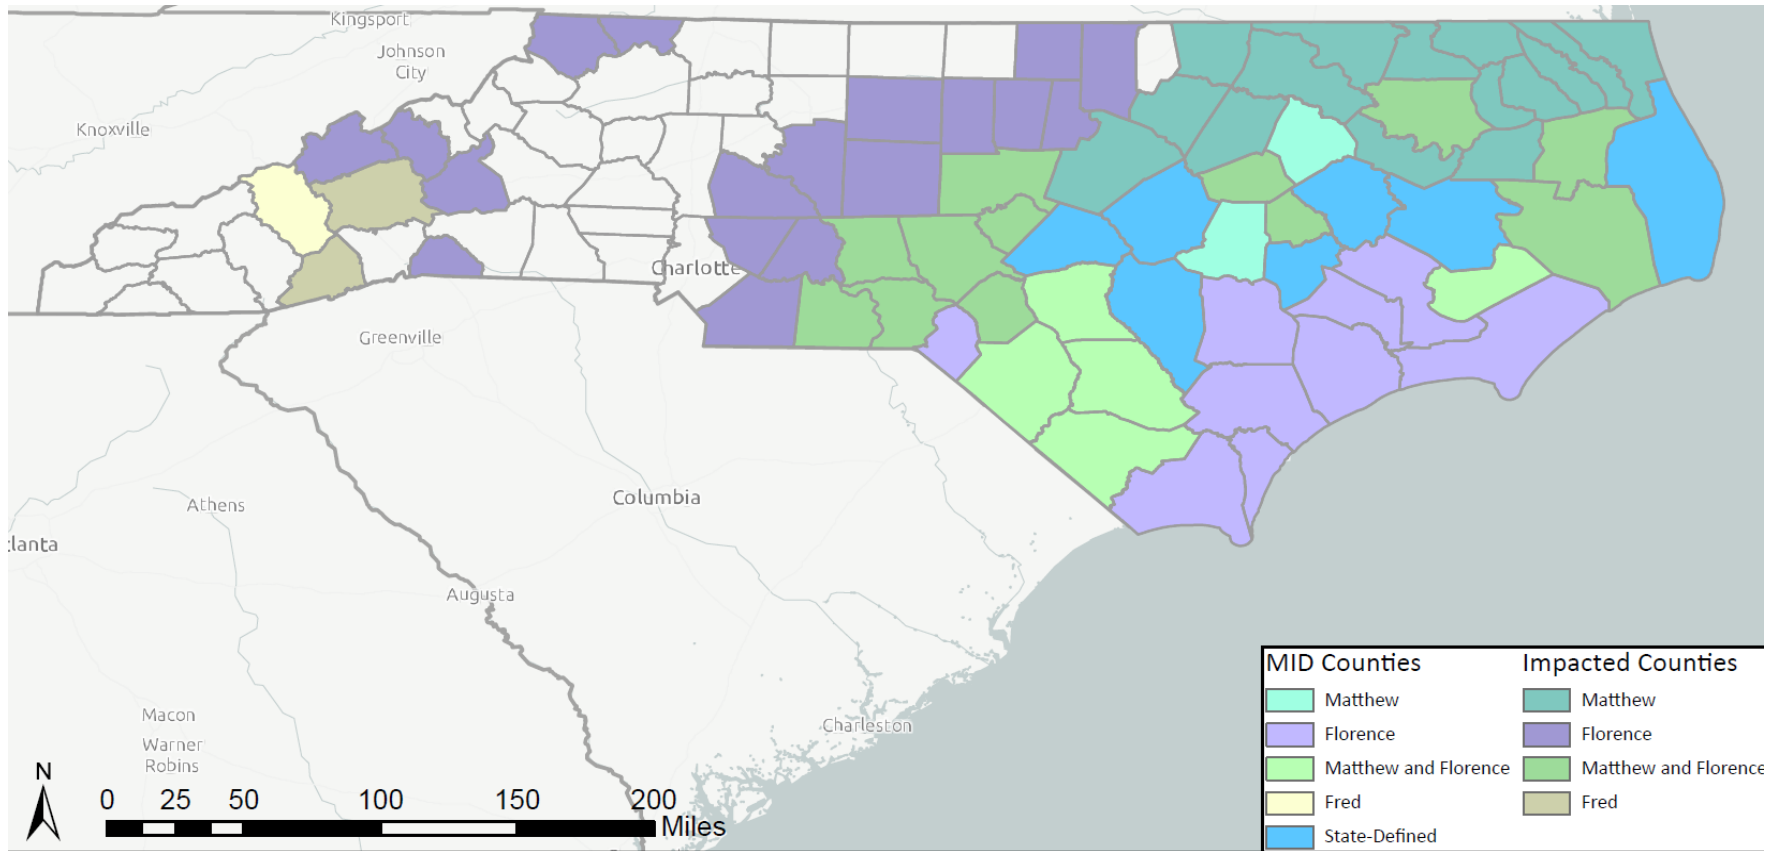 Kingsport
Johnson
City
Knoxville
Charlotte
Greenville
Columbia
Athens
tlanta
Augusta
Macon
Warner
Robins
Charleston
N
0 25 50 100 150 200
Miles
MID Counties
Matthew
Florence
Matthew and Florence
Fred
State-Defined
Impacted Counties
Matthew
Florence
Matthew and Florence
Fred